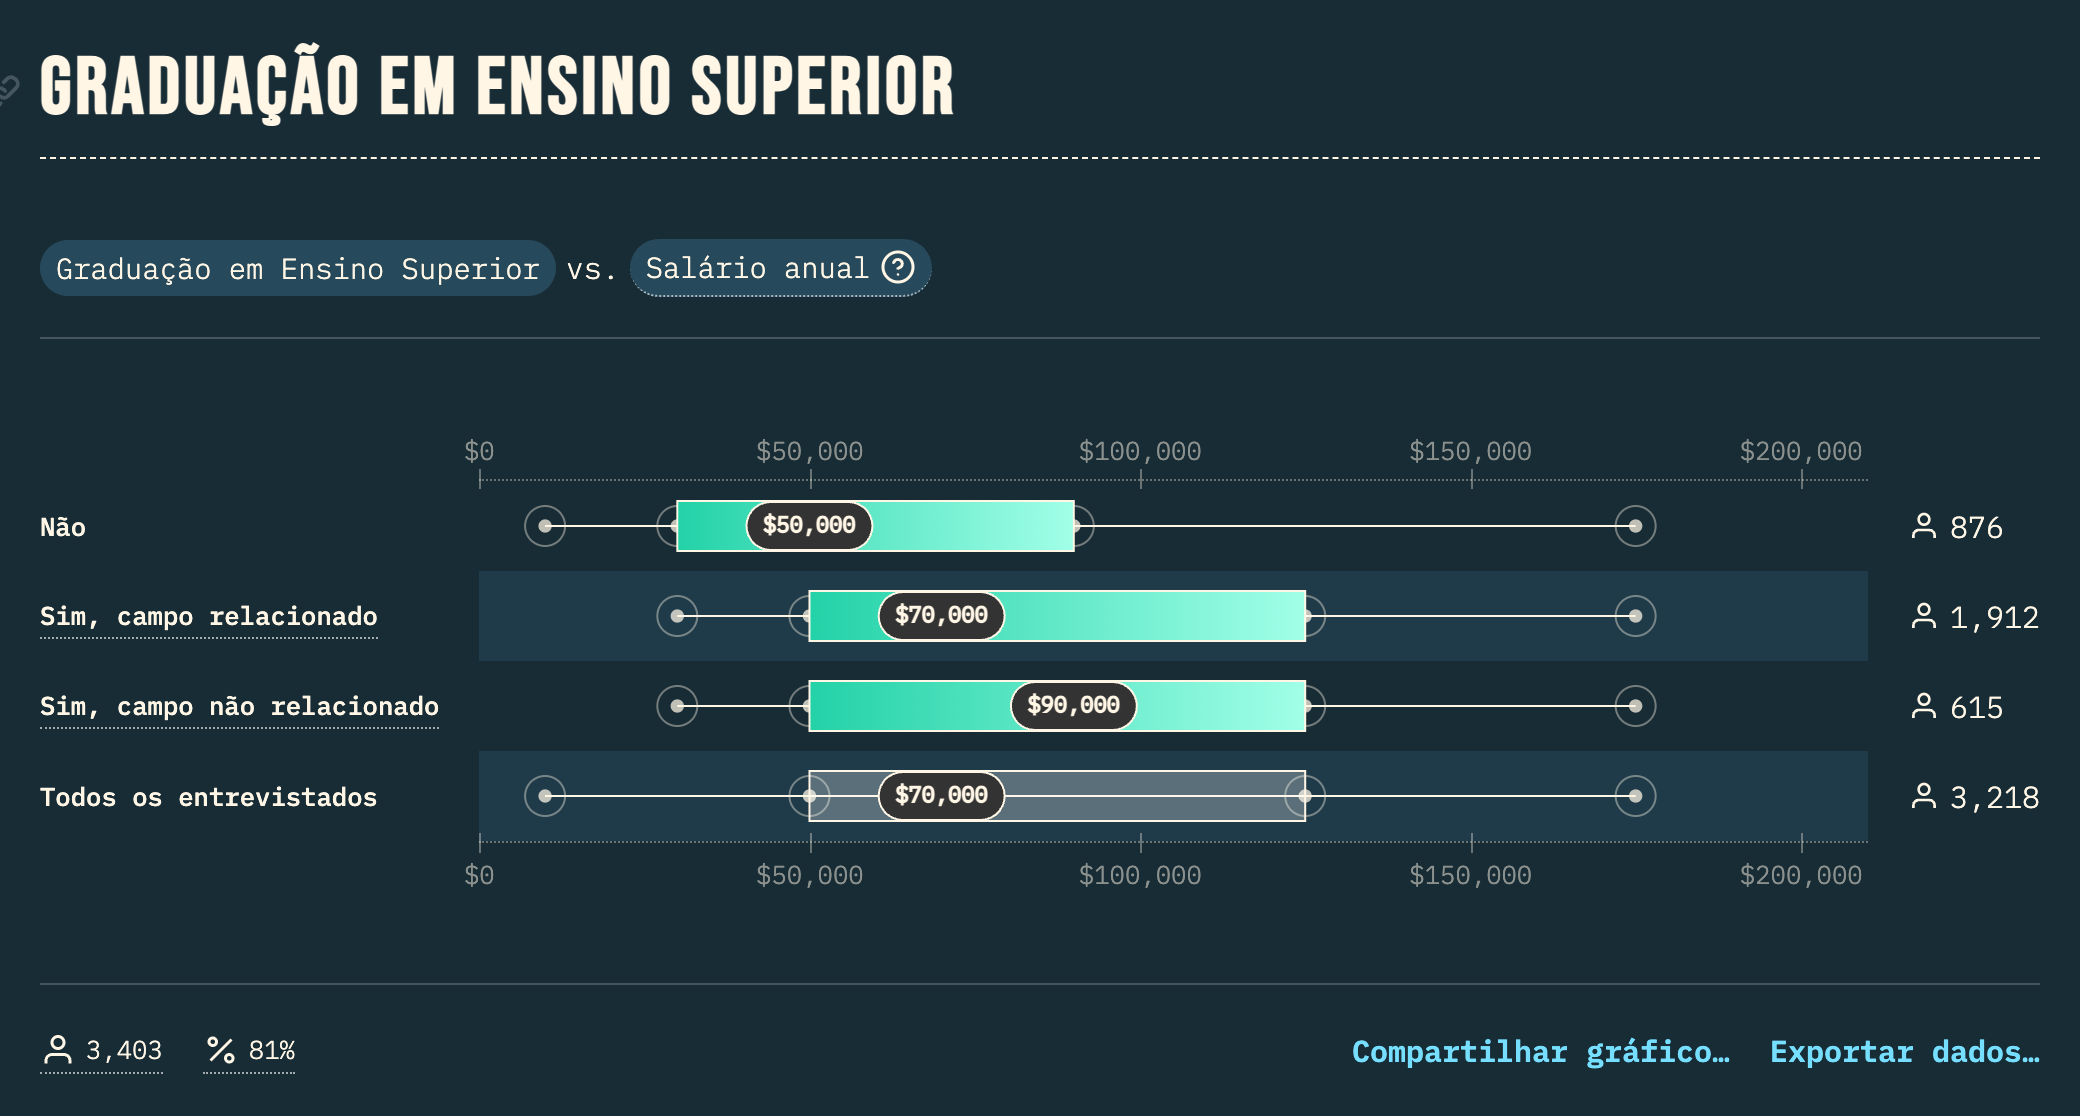 GRADUAÇÃO EM ENSINO SUPERIOR
Graduação em Ensino Superior vs. Salário anual ?
$0 $50,000 $100,000 $150,000 $200,000
Não $50,000 876
Sim, campo relacionado $70,000 1,912
Sim, campo não relacionado $90,000 615
Todos os entrevistados $70,000 3,218
$0 $50,000 $100,000 $150,000 $200,000
3,403 % 81% Compartilhar gráfico… Exportar dados…